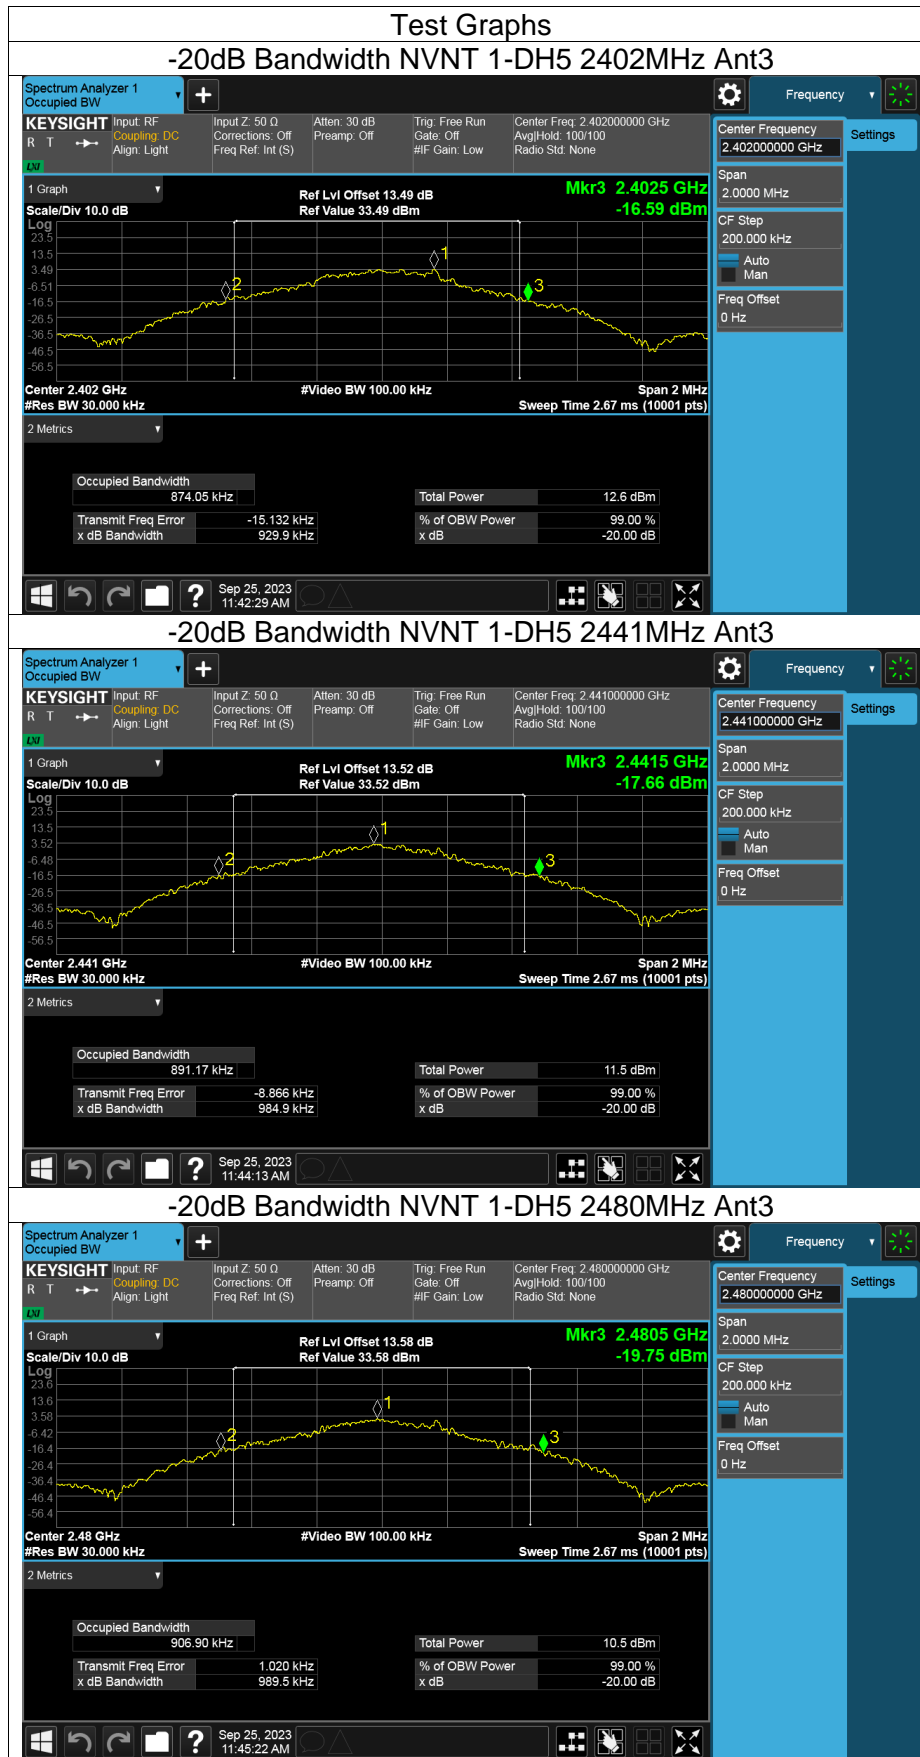 Test Graphs
-20dB Bandwidth NVNT 1-DH5 2402MHz Ant3
Spectrum Analyzer 1
Occupied BW
+
Frequency
KEYSIGHT Input: RF Input Z: 50 Ω Atten: 30 dB Trig: Free Run Center Freq: 2.402000000 GHz
R T Coupling: DC Corrections: Off Preamp: Off Gate: Off Avg|Hold: 100/100
Align: Light Freq Ref: Int (S) #IF Gain: Low Radio Std: None
LXI
Center Frequency
2.402000000 GHz
Settings
Span
2.0000 MHz
CF Step
200.000 kHz
Auto
Man
Freq Offset
0 Hz
1 Graph
Ref Lvl Offset 13.49 dB
Mkr3 2.4025 GHz
Scale/Div 10.0 dB
Ref Value 33.49 dBm
-16.59 dBm
Log
23.5
13.5
3.49
-6.51
-16.5
-26.5
-36.5
-46.5
-56.5
1
2
3
Center 2.402 GHz #Video BW 100.00 kHz Span 2 MHz
#Res BW 30.000 kHz Sweep Time 2.67 ms (10001 pts)
2 Metrics
Occupied Bandwidth
874.05 kHz
Total Power 12.6 dBm
Transmit Freq Error -15.132 kHz % of OBW Power 99.00 %
x dB Bandwidth 929.9 kHz x dB -20.00 dB
?
Sep 25, 2023
11:42:29 AM
-20dB Bandwidth NVNT 1-DH5 2441MHz Ant3
Spectrum Analyzer 1
Occupied BW
+
Frequency
KEYSIGHT Input: RF Input Z: 50 Ω Atten: 30 dB Trig: Free Run Center Freq: 2.441000000 GHz
R T Coupling: DC Corrections: Off Preamp: Off Gate: Off Avg|Hold: 100/100
Align: Light Freq Ref: Int (S) #IF Gain: Low Radio Std: None
LXI
Center Frequency
2.441000000 GHz
Settings
Span
2.0000 MHz
CF Step
200.000 kHz
Auto
Man
Freq Offset
0 Hz
1 Graph
Ref Lvl Offset 13.52 dB
Mkr3 2.4415 GHz
Scale/Div 10.0 dB
Ref Value 33.52 dBm
-17.66 dBm
Log
23.5
13.5
3.52
-6.48
-16.5
-26.5
-36.5
-46.5
-56.5
1
2
3
Center 2.441 GHz #Video BW 100.00 kHz Span 2 MHz
#Res BW 30.000 kHz Sweep Time 2.67 ms (10001 pts)
2 Metrics
Occupied Bandwidth
891.17 kHz
Total Power 11.5 dBm
Transmit Freq Error -8.866 kHz % of OBW Power 99.00 %
x dB Bandwidth 984.9 kHz x dB -20.00 dB
?
Sep 25, 2023
11:44:13 AM
-20dB Bandwidth NVNT 1-DH5 2480MHz Ant3
Spectrum Analyzer 1
Occupied BW
+
Frequency
KEYSIGHT Input: RF Input Z: 50 Ω Atten: 30 dB Trig: Free Run Center Freq: 2.480000000 GHz
R T Coupling: DC Corrections: Off Preamp: Off Gate: Off Avg|Hold: 100/100
Align: Light Freq Ref: Int (S) #IF Gain: Low Radio Std: None
LXI
Center Frequency
2.480000000 GHz
Settings
Span
2.0000 MHz
CF Step
200.000 kHz
Auto
Man
Freq Offset
0 Hz
1 Graph
Ref Lvl Offset 13.58 dB
Mkr3 2.4805 GHz
Scale/Div 10.0 dB
Ref Value 33.58 dBm
-19.75 dBm
Log
23.6
13.6
3.58
-6.42
-16.4
-26.4
-36.4
-46.4
-56.4
1
2
3
Center 2.48 GHz #Video BW 100.00 kHz Span 2 MHz
#Res BW 30.000 kHz Sweep Time 2.67 ms (10001 pts)
2 Metrics
Occupied Bandwidth
906.90 kHz
Total Power 10.5 dBm
Transmit Freq Error 1.020 kHz % of OBW Power 99.00 %
x dB Bandwidth 989.5 kHz x dB -20.00 dB
?
Sep 25, 2023
11:45:22 AM